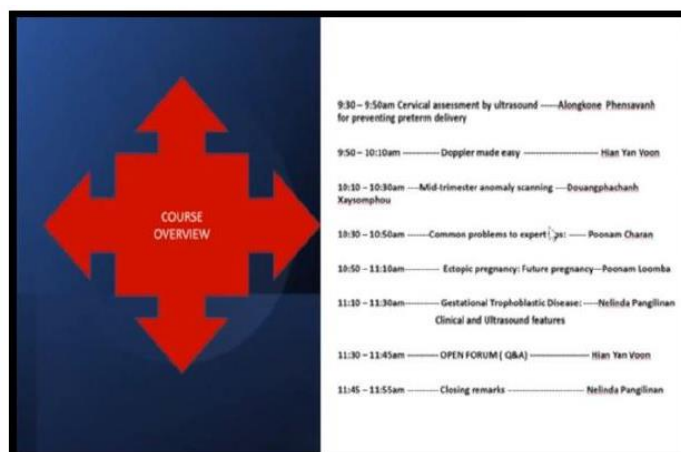 COURSE
OVERVIEW
9:30 – 9:50am Cervical assessment by ultrasound -----Alongkone Phensavanh
for preventing preterm delivery
9:50 – 10:10am ----------- Doppler made easy ----------------------- Hian Yan Voon
10:10 – 10:30am ----Mid-trimester anomaly scanning ----Douangphachanh
Xaysomphou
10:30 – 10:50am ------Common problems to expert : ----- Poonam Charan
10:50 – 11:10am--------- Ectopic pregnancy: Future pregnancy---Poonam Loomba
11:10 – 11:30am--------- Gestational Trophoblastic Disease: -----Nelinda Pangilinan
Clinical and Ultrasound features
11:30 – 11:45am --------- OPEN FORUM ( Q&A) ----------------- Hian Yan Voon
11:45 – 11:55am ---------- Closing remarks ----------------------- Nelinda Pangilinan